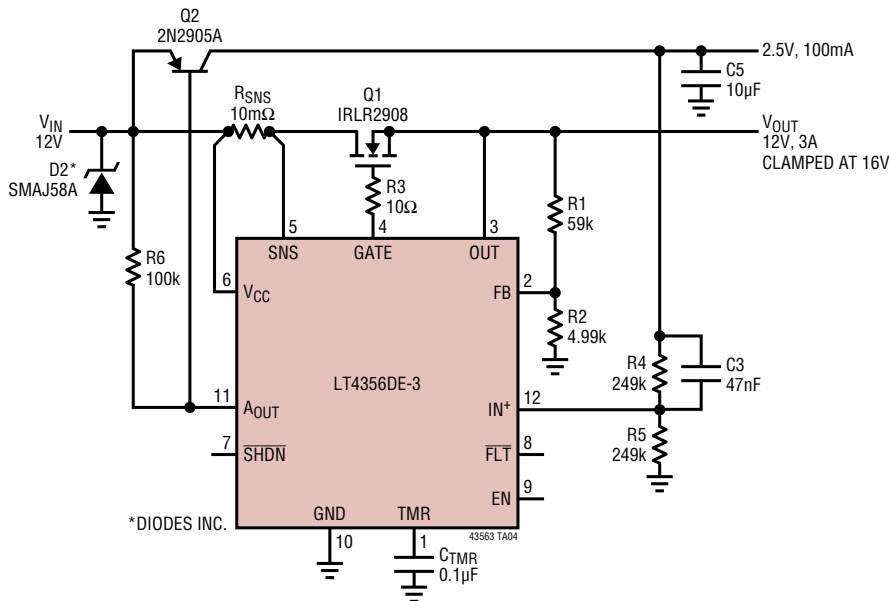 Q2
2N2905A
2.5V, 100mA
C5
10µF
RSNS
10mΩ
Q1
IRLR2908
VIN
12V
VOUT
12V, 3A
CLAMPED AT 16V
D2*
SMAJ58A
R3
10Ω
R1
59k
5
4
3
SNS
GATE
OUT
R6
100k
6
VCC
FB
2
R2
4.99k
LT4356DE-3
R4
249k
C3
47nF
11
AOUT
IN+
12
R5
249k
7
SHDN
FLT
8
EN
9
*DIODES INC.
GND
TMR
43563 TA04
10
1
CTMR
0.1µF